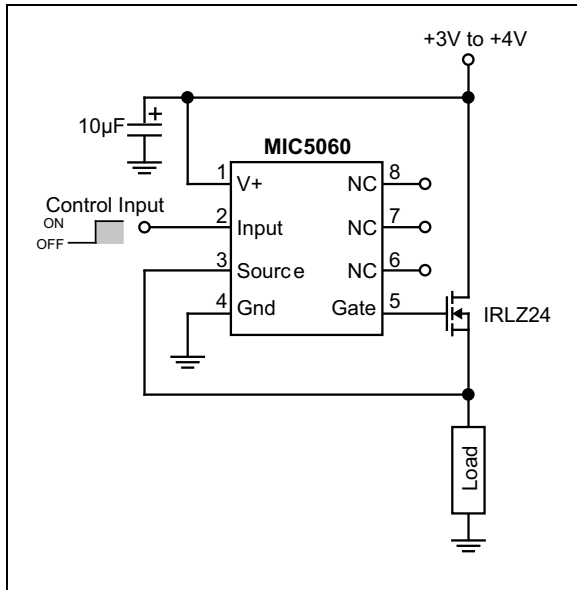 +3V to +4V
10µF
+
MIC5060
1 V+ NC 8
Control Input
ON
OFF
2 Input NC 7
3 Source NC 6
4 Gnd Gate 5
IRLZ24
Load